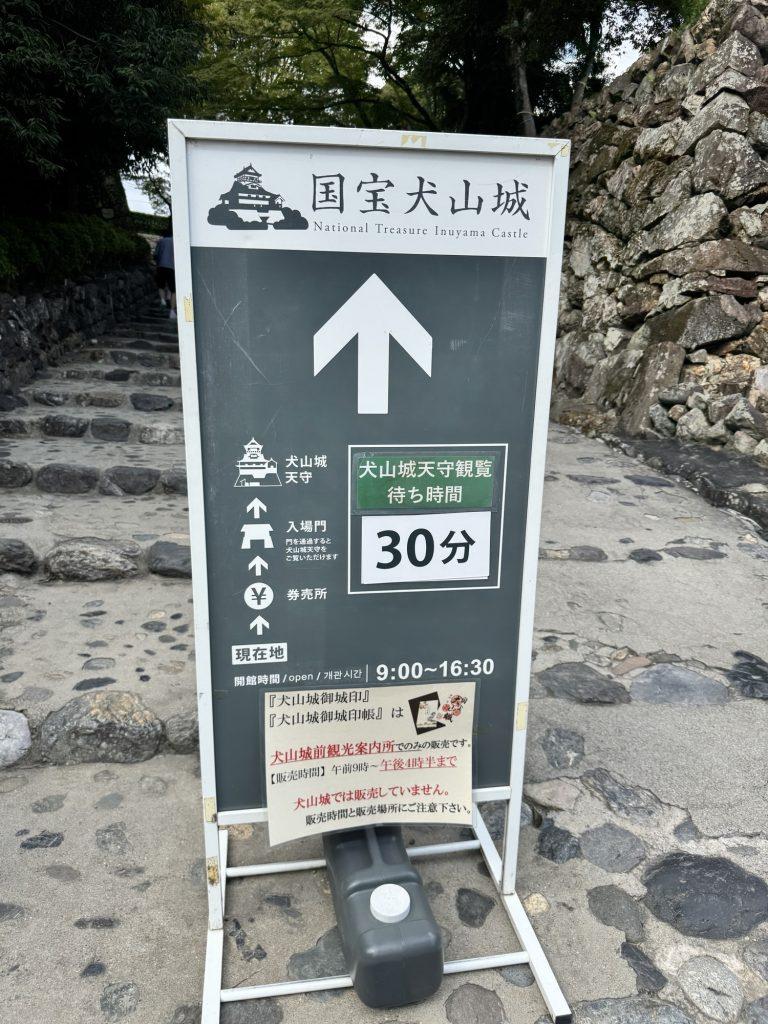 国宝犬山城
National Treasure Inuyama Castle
犬山城
天守
入場門
門を通過すると
犬山城天守を
ご覧いただけます
¥ 券売所
現在地
犬山城天守観覧
待ち時間
30分
開館時間/open/개관시간 9:00~16:30
『犬山城御城印』
『犬山城御城印帳』は
犬山城前観光案内所でのみの販売です。
【販売時間】午前9時~午後4時半まで
犬山城では販売していません。
販売時間と販売場所にご注意下さい。